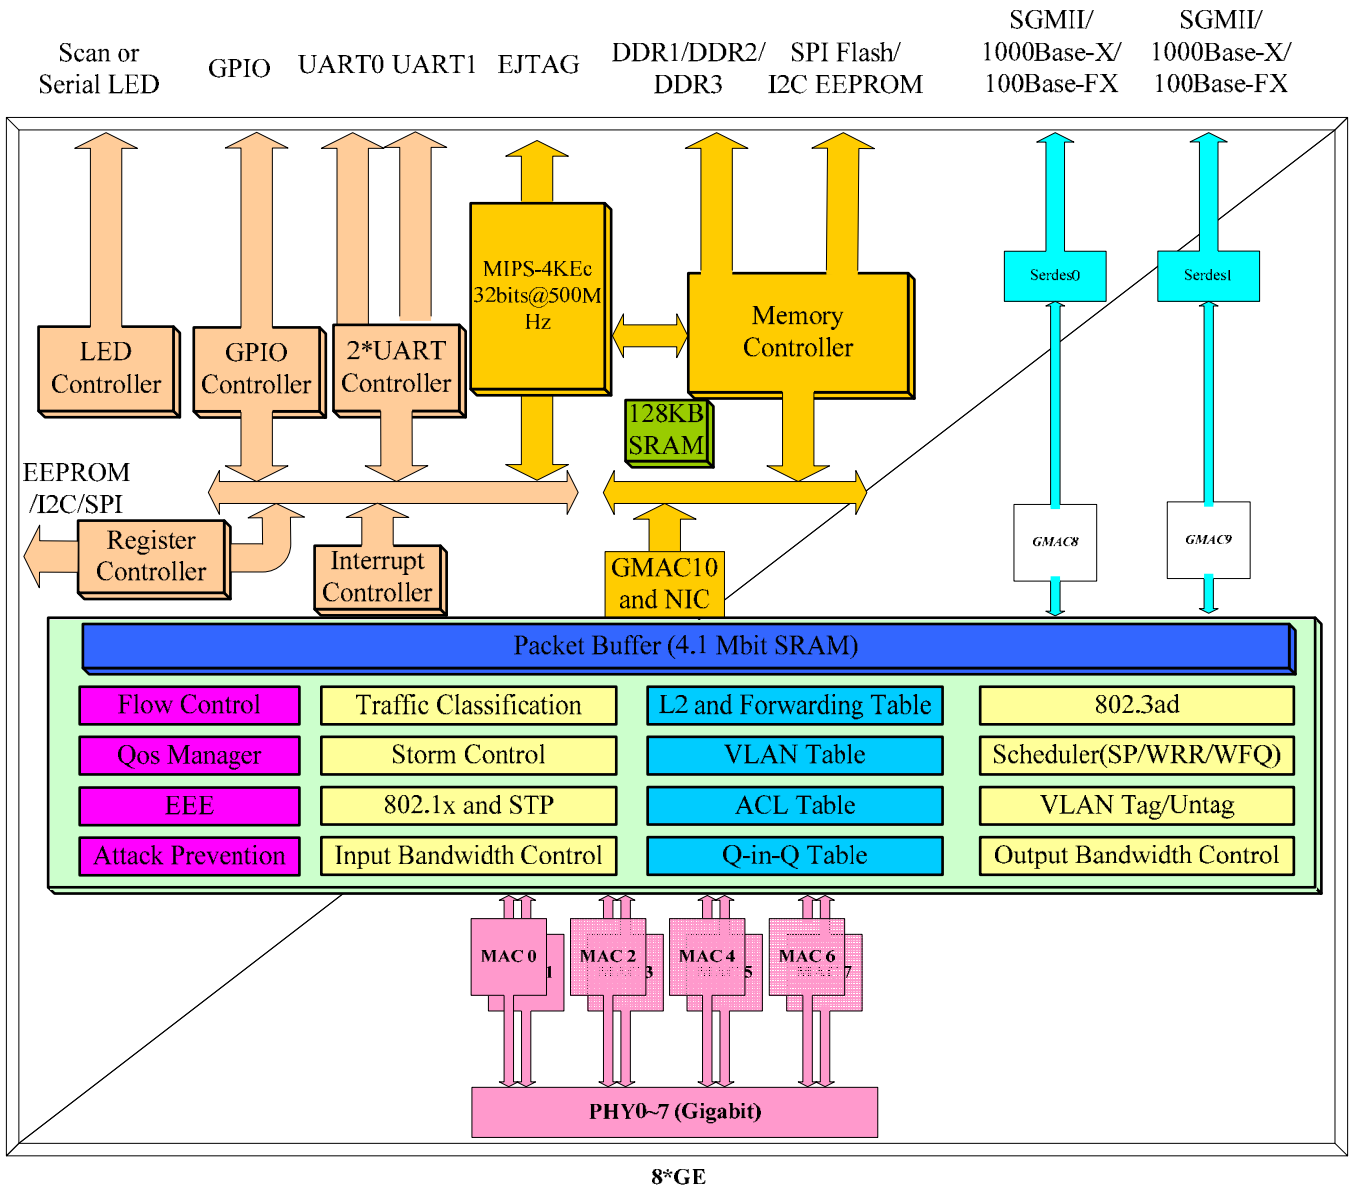 Scan or
Serial LED
GPIO
UART0 UART1
EJTAG
DDR1/DDR2/
DDR3
SPI Flash/
I2C EEPROM
SGMII/
1000Base-X/
100Base-FX
SGMII/
1000Base-X/
100Base-FX
MIPS-4KEc
32bits@500M
Hz
Memory
Controller
Serdes0
Serdes1
LED
Controller
GPIO
Controller
2*UART
Controller
128KB
SRAM
EEPROM
/I2C/SPI
Register
Controller
Interrupt
Controller
GMAC10
and NIC
GMAC8
GMAC9
Packet Buffer (4.1 Mbit SRAM)
Flow Control
Traffic Classification
L2 and Forwarding Table
802.3ad
Qos Manager
Storm Control
VLAN Table
Scheduler(SP/WRR/WFQ)
EEE
802.1x and STP
ACL Table
VLAN Tag/Untag
Attack Prevention
Input Bandwidth Control
Q-in-Q Table
Output Bandwidth Control
MAC 0
1
MAC 2
3
MAC 4
5
MAC 6
7
PHY0~7 (Gigabit)
8*GE